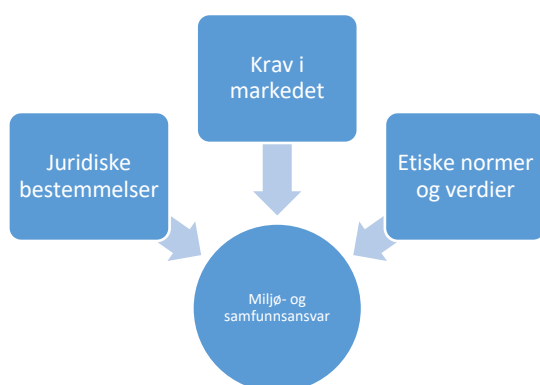 Krav i
markedet
Juridiske
bestemmelser
Etiske normer
og verdier
Miljø- og
samfunnsansvar